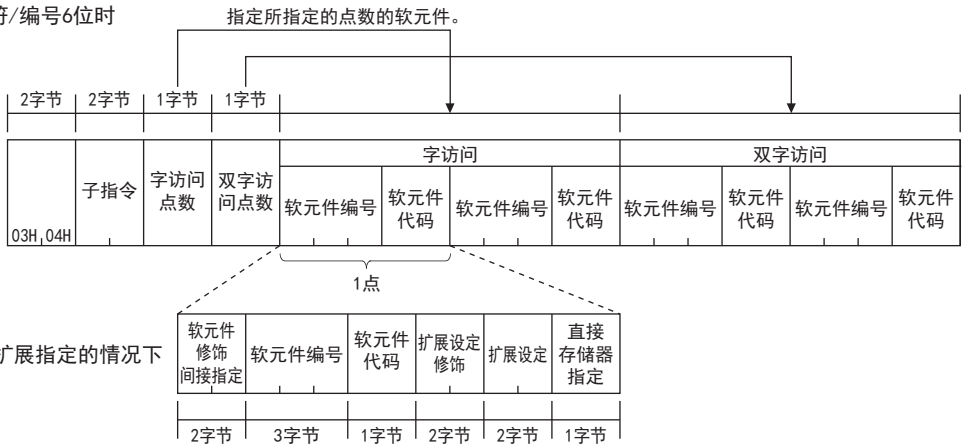 符/编号6位时
指定所指定的点数的软元件。
2字节 2字节 1字节 1字节
字访问 双字访问
03H 04H 子指令 字访问点数 双字访问点数 软元件编号 软元件代码 软元件编号 软元件代码 软元件编号 软元件代码 软元件编号 软元件代码
1点
扩展指定的情况下
软元件修饰间接指定 软元件编号 软元件代码 扩展设定修饰 扩展设定 直接存储器指定
2字节 3字节 1字节 2字节 2字节 1字节